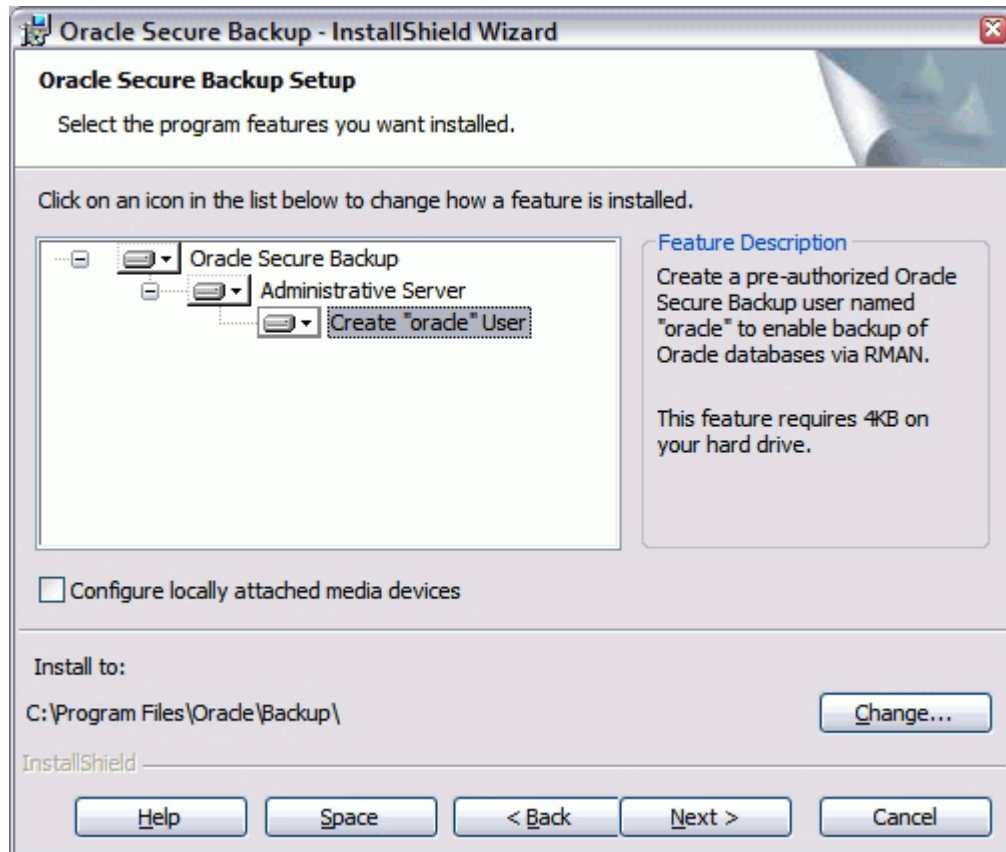 Oracle Secure Backup - InstallShield Wizard
Oracle Secure Backup Setup
Select the program features you want installed.
Click on an icon in the list below to change how a feature is installed.
Oracle Secure Backup
Administrative Server
Create "oracle" User
Feature Description
Create a pre-authorized Oracle
Secure Backup user named
"oracle" to enable backup of
Oracle databases via RMAN.
This feature requires 4KB on
your hard drive.
Configure locally attached media devices
Install to:
C:\Program Files\Oracle\Backup\
Change...
InstallShield
Help
Space
< Back
Next >
Cancel